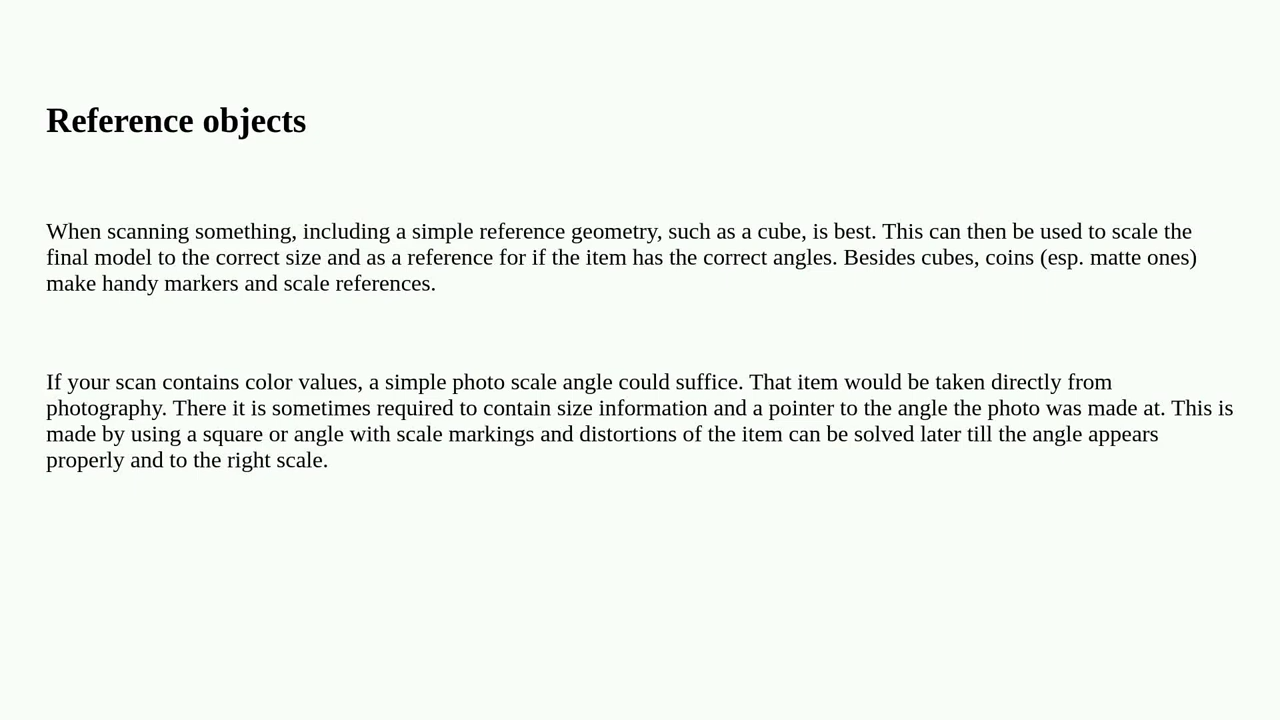 Reference objects
When scanning something, including a simple reference geometry, such as a cube, is best. This can then be used to scale the
final model to the correct size and as a reference for if the item has the correct angles. Besides cubes, coins (esp. matte ones)
make handy markers and scale references.
If your scan contains color values, a simple photo scale angle could suffice. That item would be taken directly from
photography. There it is sometimes required to contain size information and a pointer to the angle the photo was made at. This is
made by using a square or angle with scale markings and distortions of the item can be solved later till the angle appears
properly and to the right scale.